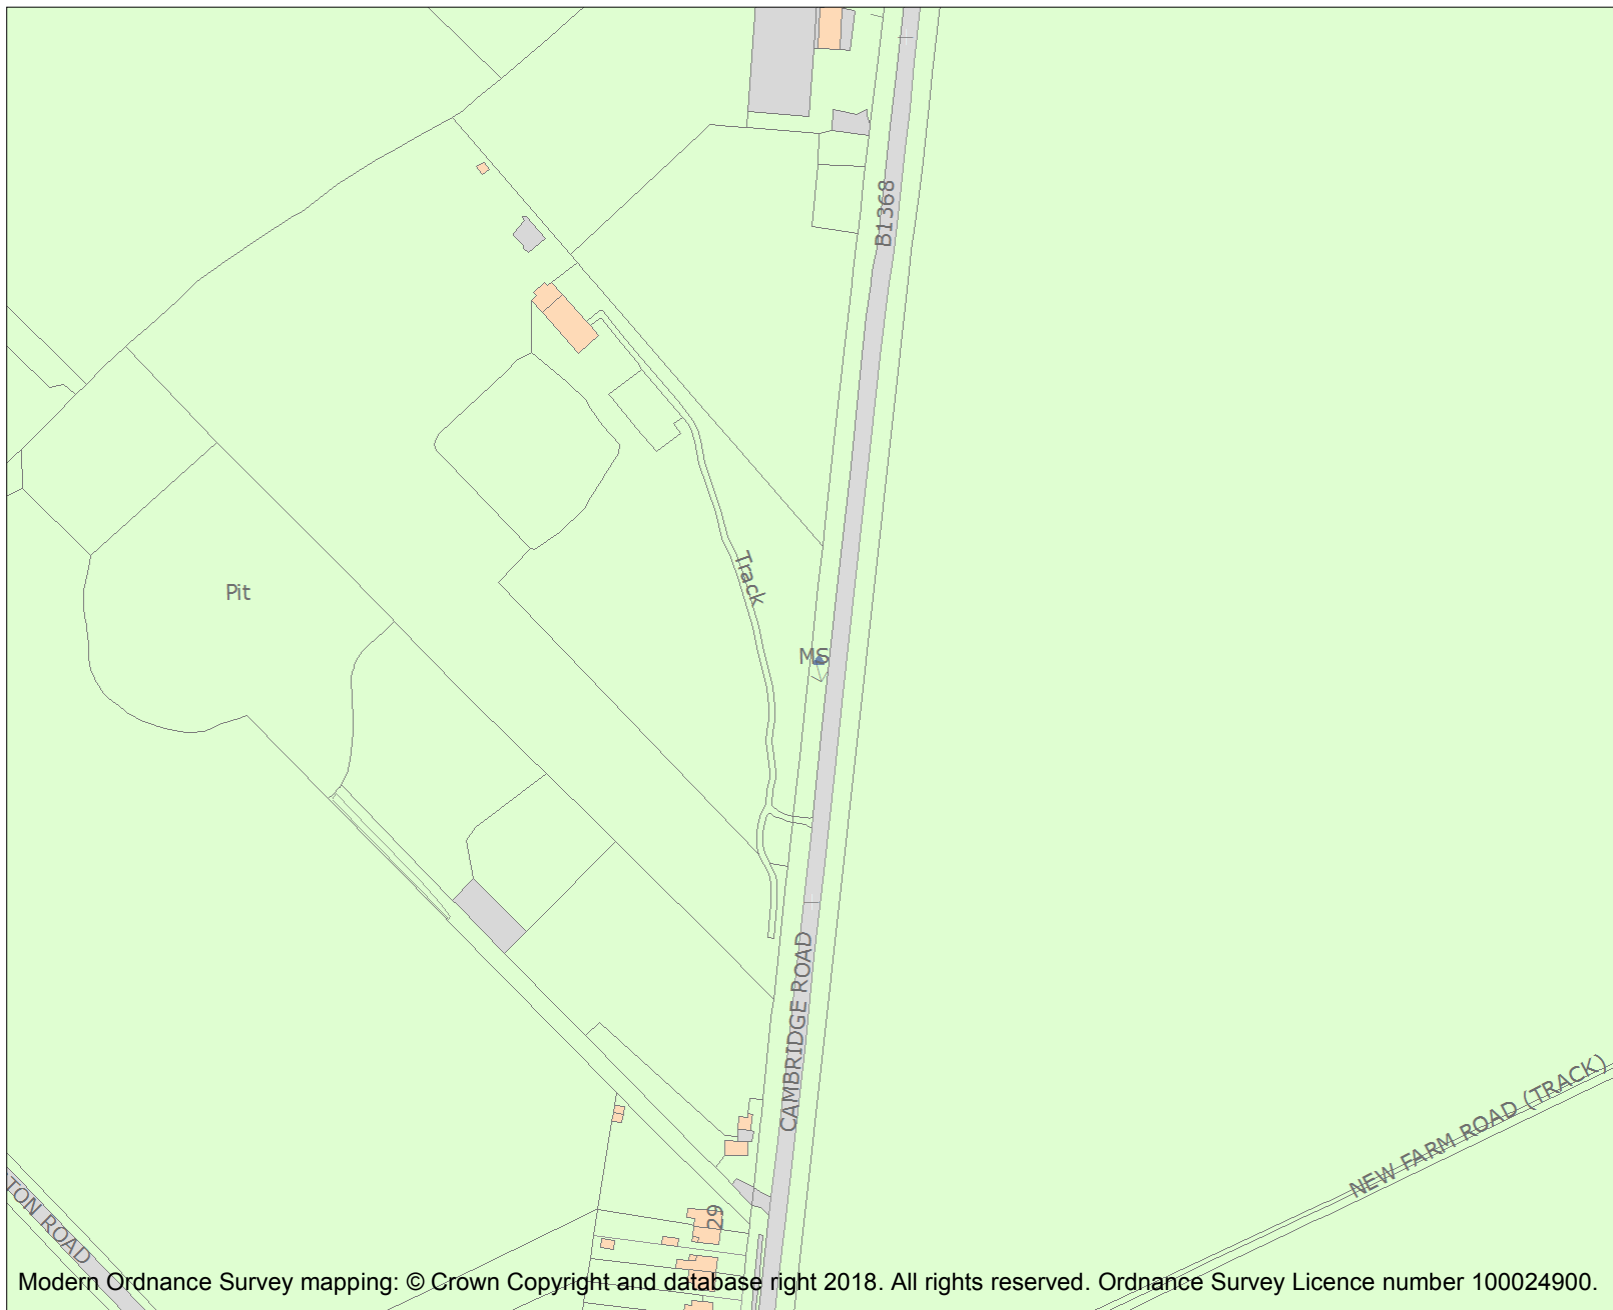 B1368
Track
Pit
MS
CAMBRIDGE ROAD
NEW FARM ROAD (TRACK)
TON ROAD
29
Modern Ordnance Survey mapping: © Crown Copyright and database right 2018. All rights reserved. Ordnance Survey Licence number 100024900.